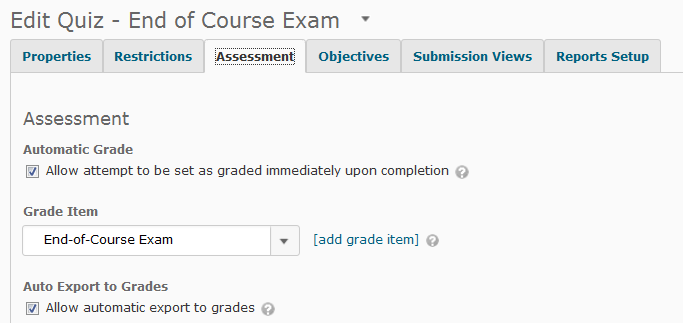 Edit Quiz - End of Course Exam
Properties Restrictions Assessment Objectives Submission Views Reports Setup
Assessment
Automatic Grade
Allow attempt to be set as graded immediately upon completion ?
Grade Item
End-of-Course Exam [add grade item] ?
Auto Export to Grades
Allow automatic export to grades ?